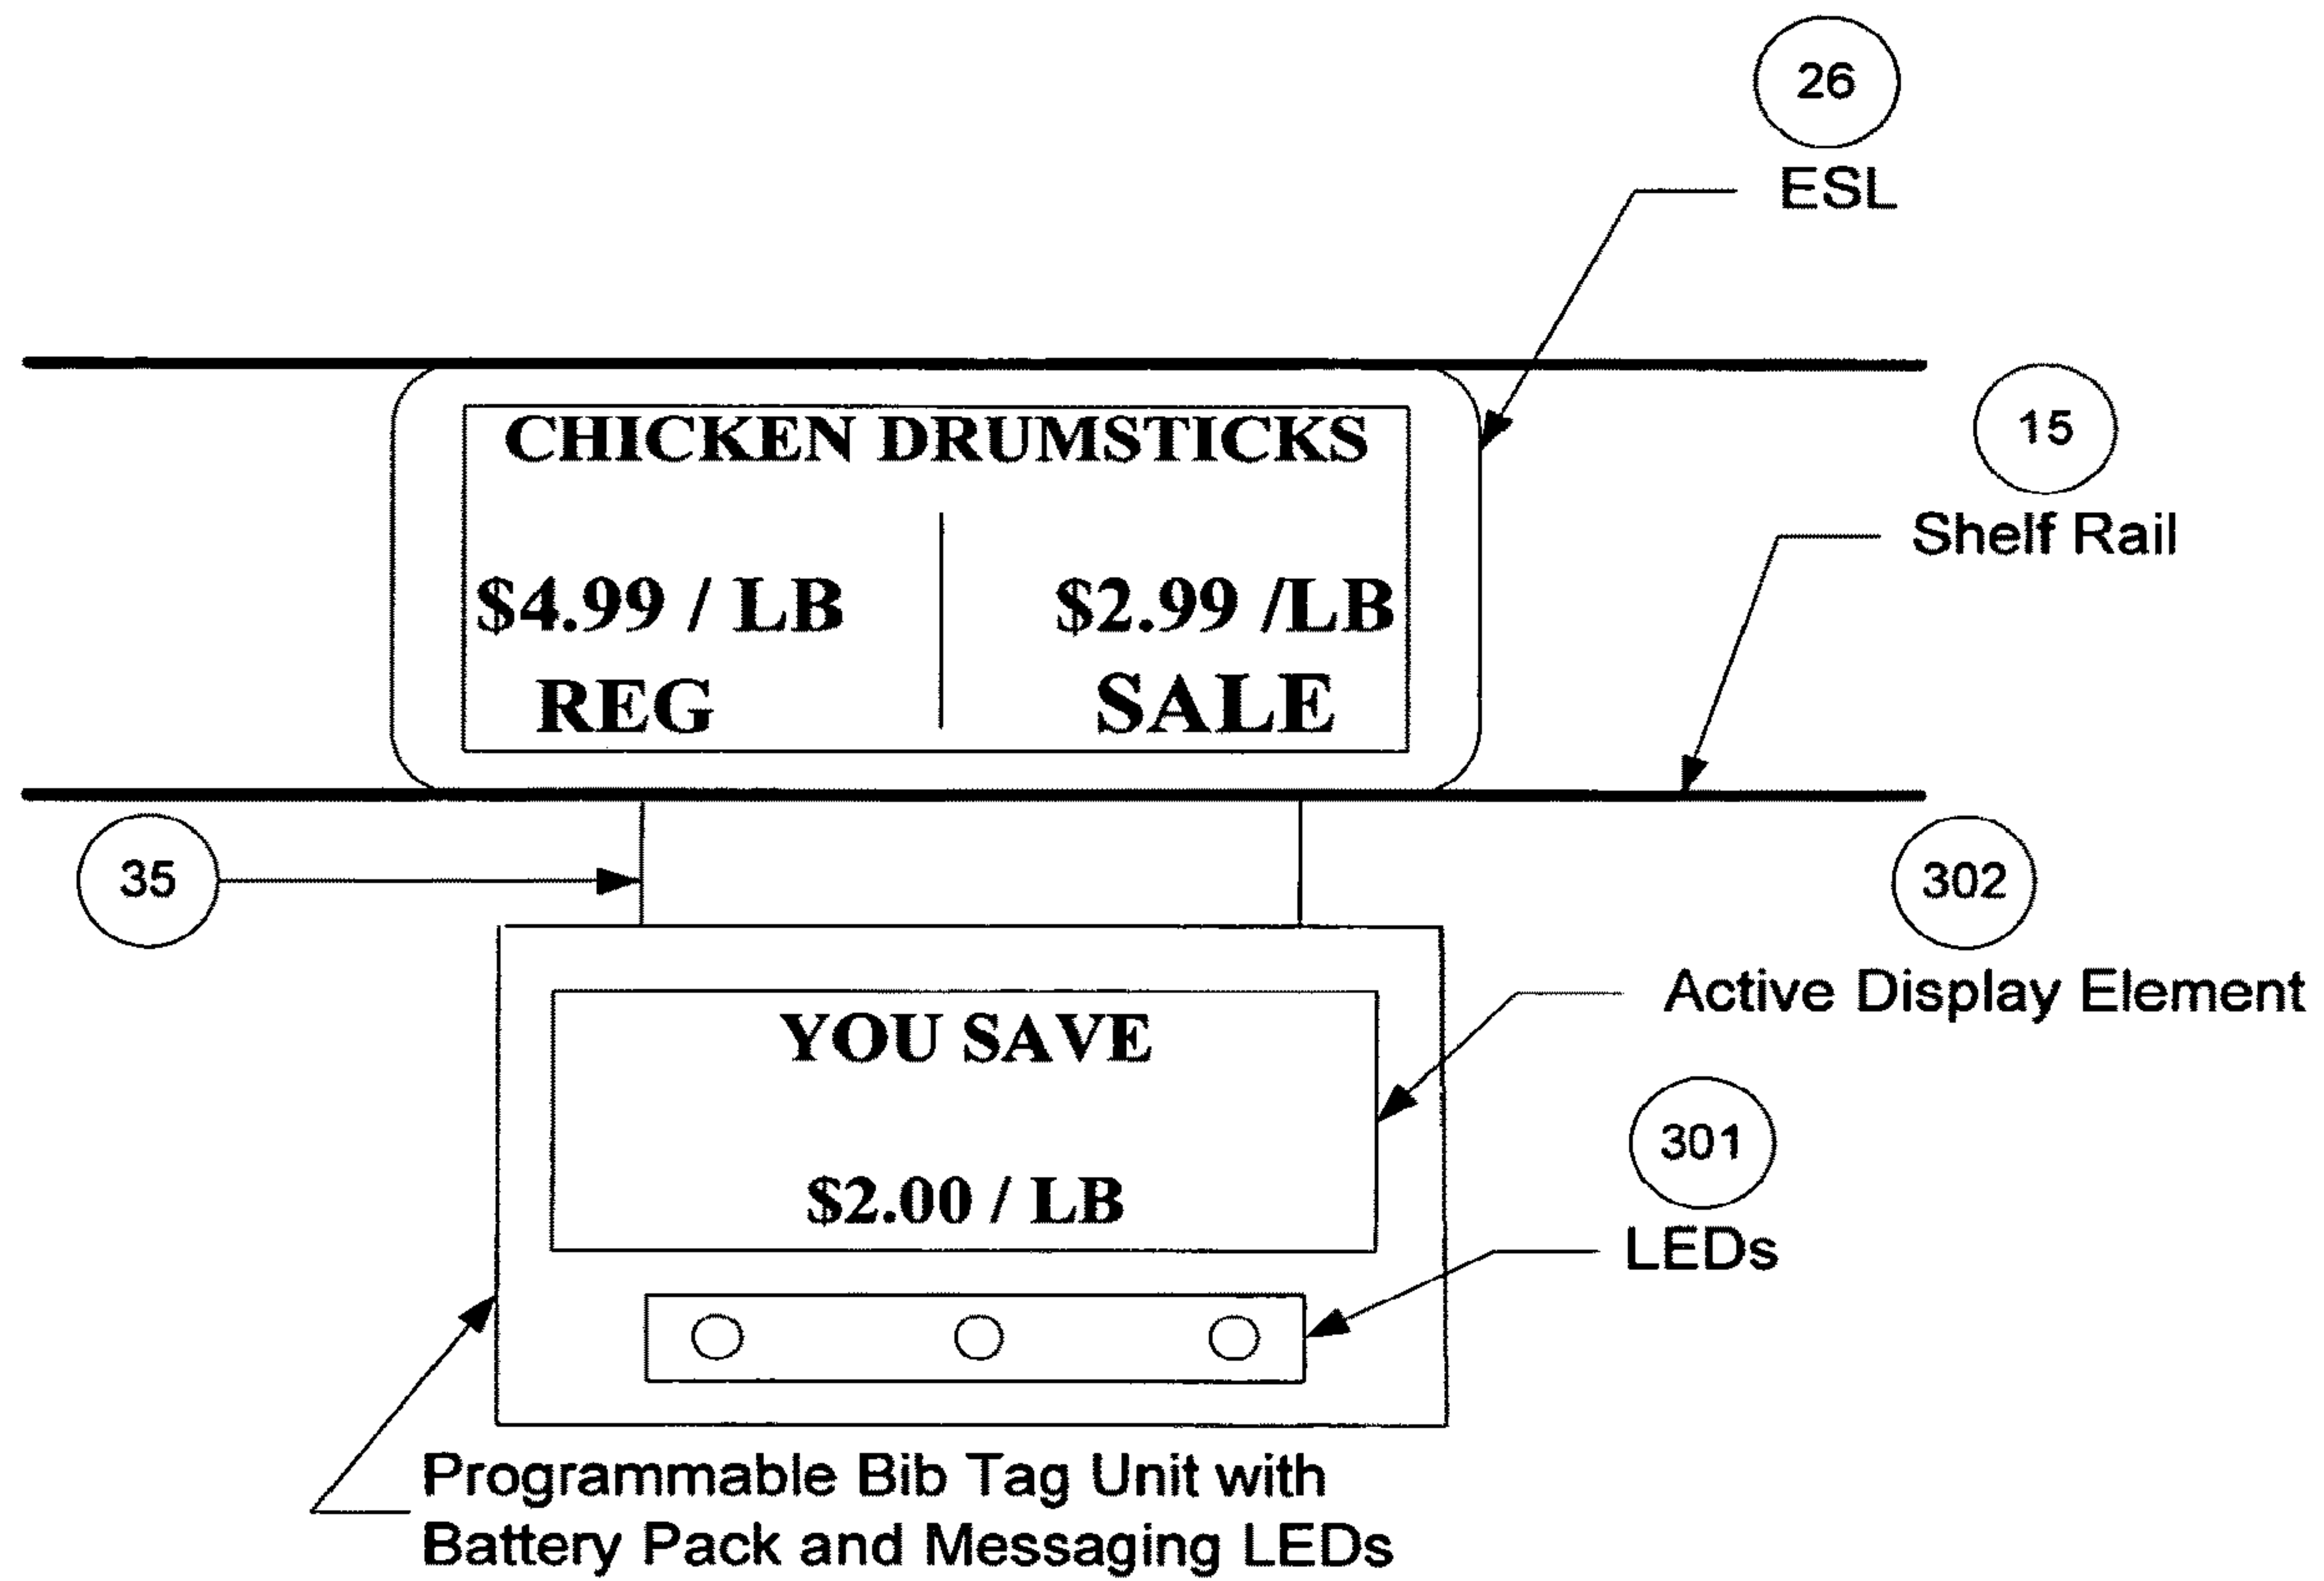 26
ESL
15
Shelf Rail
CHICKEN DRUMSTICKS
$4.99 / LB
$2.99 /LB
REG
SALE
35
302
Active Display Element
YOU SAVE
$2.00 / LB
301
LEDs
Programmable Bib Tag Unit with
Battery Pack and Messaging LEDs